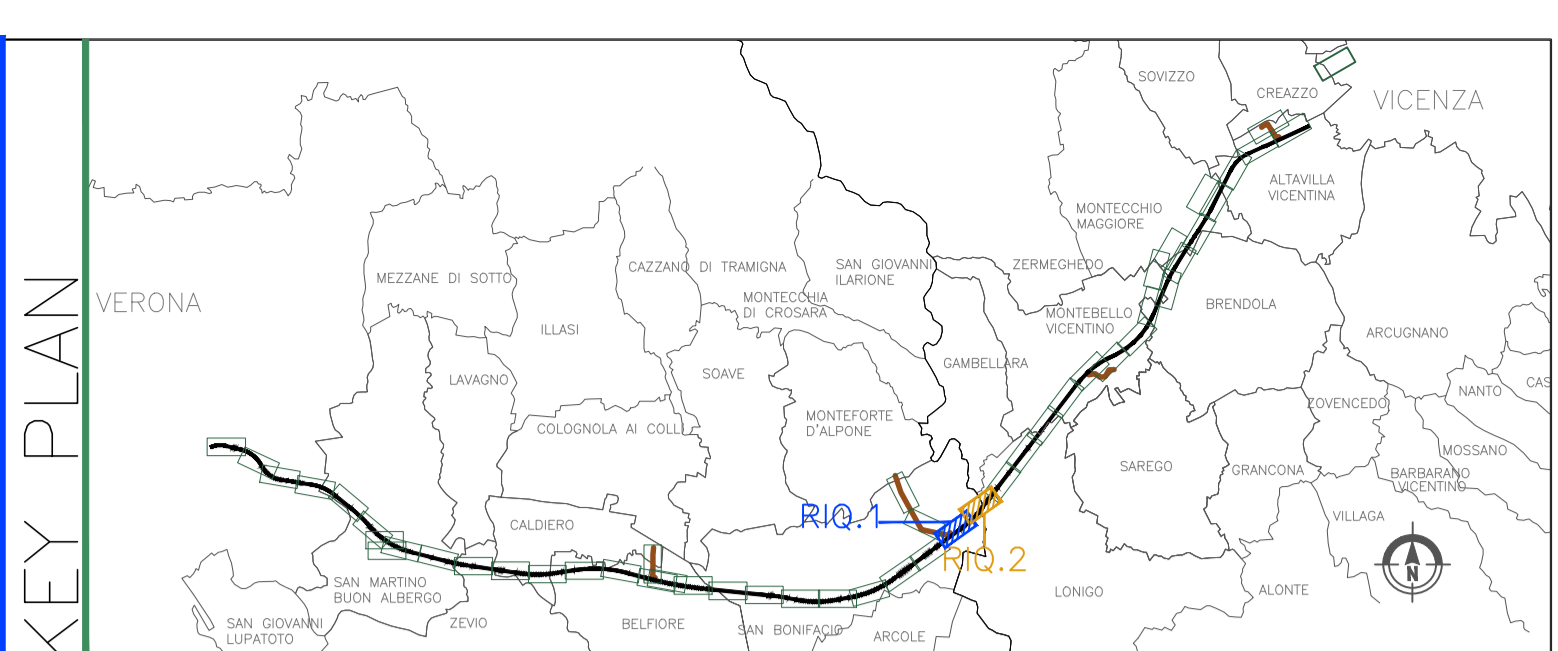 KEY PLAN
SOVIZZO
CREAZZO
VICENZA
ALTAVILLA
VICENTINA
MONTECCHIO
MAGGIORE
MEZZANE DI SOTTO
CAZZANO DI TRAMIGNA
SAN GIOVANNI
ILARIONE
ZERMEGHEDO
VERONA
MONTECCHIA
DI CROSARA
BRENDOLA
ILLASI
MONTEBELLO
VICENTINO
ARCUGNANO
GAMBELLARA
LAVAGNO
SOAVE
NANTO
CAS
ZOVENCEDO
COLOGNOLA AI COLLI
MONTEFORTE
D'ALPONE
MOSSANO
SAREGO
GRANCONA
BARBARANO
VICENTINO
CALDIERO
RIQ.1
VILLAGA
RIQ.2
N
SAN MARTINO
BUON ALBERGO
LONIGO
ALONTE
SAN GIOVANNI
LUPATOTO
ZEVIO
BELFIORE
SAN BONIFACIO
ARCOLE